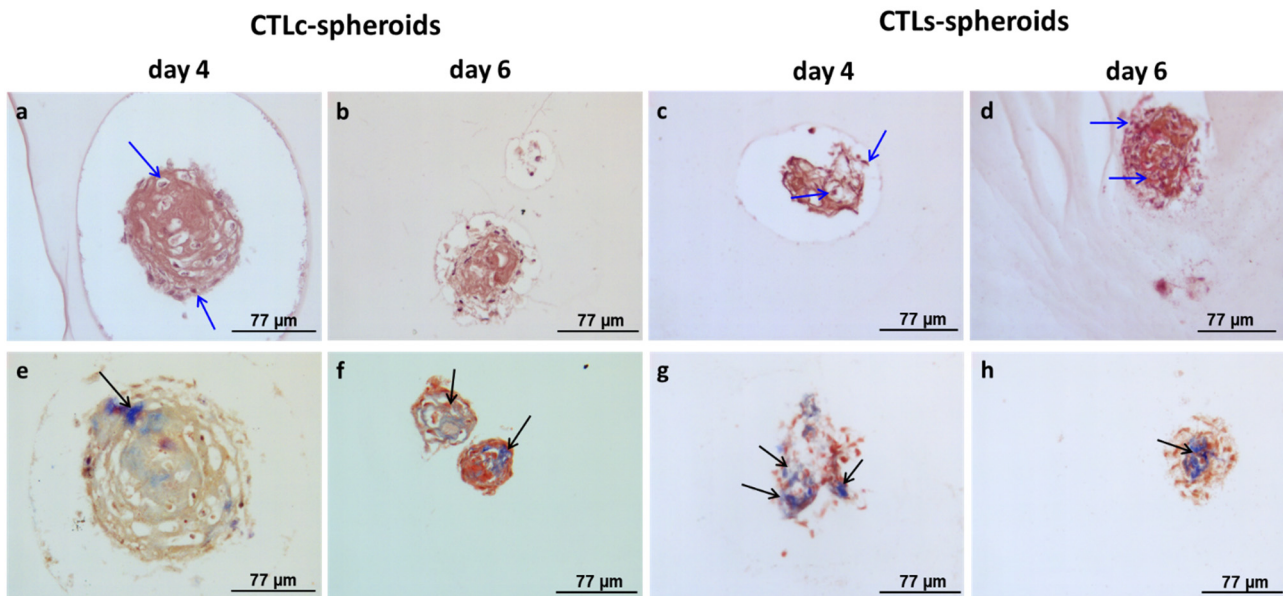 CTLc-spheroids CTLs-spheroids
day 4 day 6 day 4 day 6
a b c d
77 µm 77 µm 77 µm 77 µm
e f g h
77 µm 77 µm 77 µm 77 µm